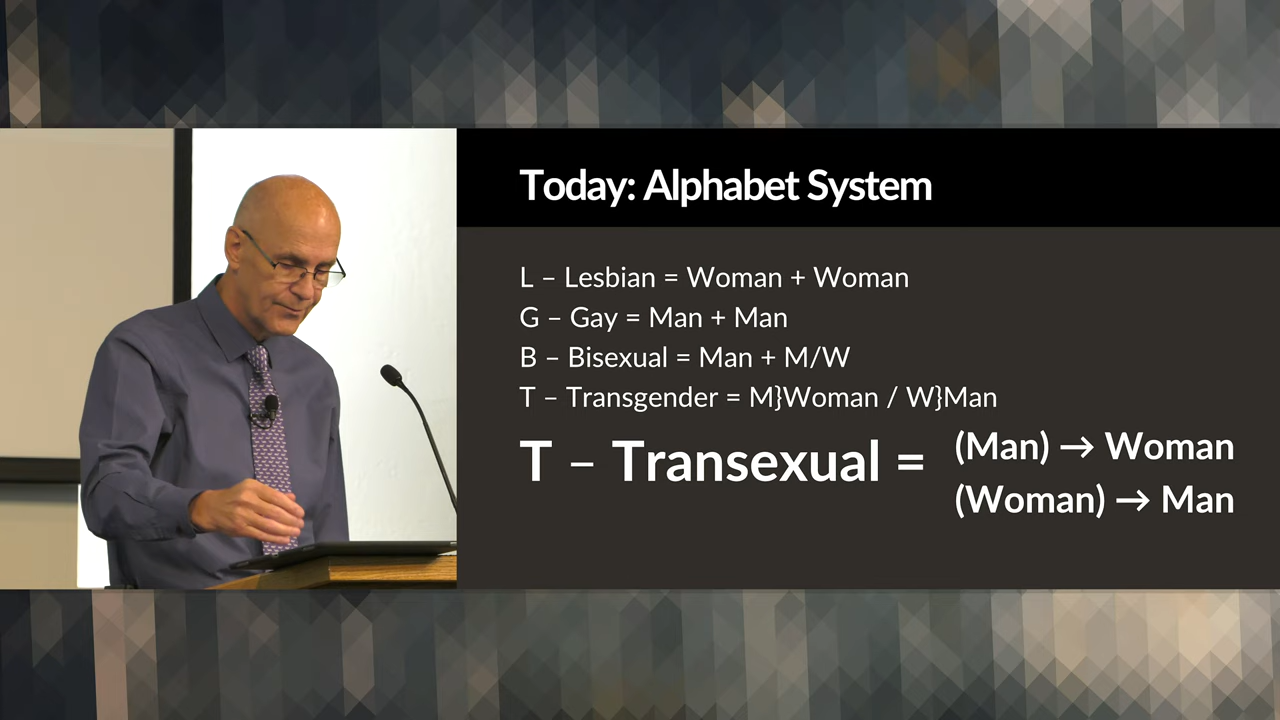 Today: Alphabet System
L – Lesbian = Woman + Woman
G – Gay = Man + Man
B – Bisexual = Man + M/W
T – Transgender = M}Woman / W}Man
T – Transexual = (Man) → Woman
(Woman) → Man